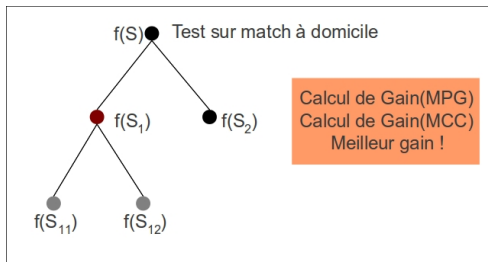 f(S) Test sur match à domicile
Calcul de Gain(MPG)
Calcul de Gain(MCC)
Meilleur gain !
f(S₁) f(S₂)
f(S₁₁) f(S₁₂)